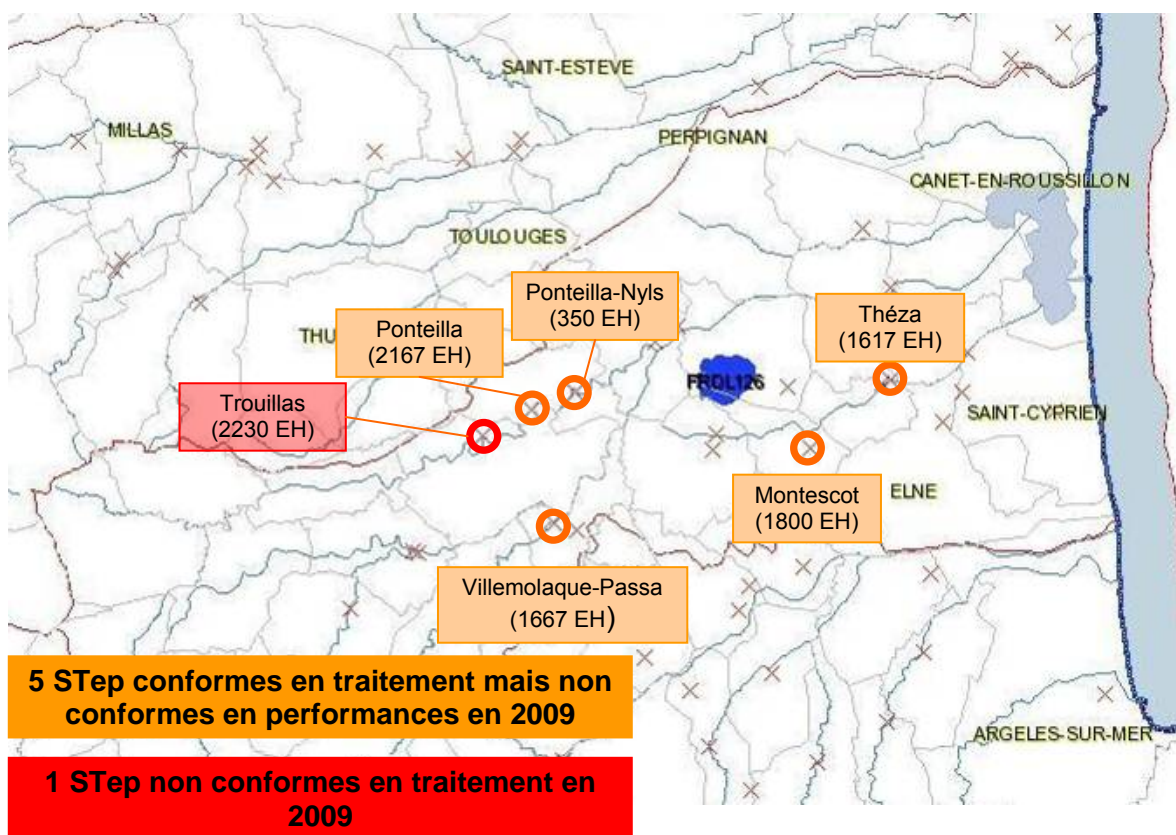 SAINT-ESTEVE
MILLAS
PERPIGNAN
CANET-EN-ROUSSILLON
TOULOUGES
Ponteilla-Nyls
(350 EH)
Théza
(1617 EH)
Ponteilla
(2167 EH)
THU
FRDL126
Trouillas
(2230 EH)
SAINT-CYPRIEN
Montescot
(1800 EH)
ELNE
Villemolaque-Passa
(1667 EH)
5 STep conformes en traitement mais non
conformes en performances en 2009
ARGELES-SUR-MER
1 STep non conformes en traitement en
2009